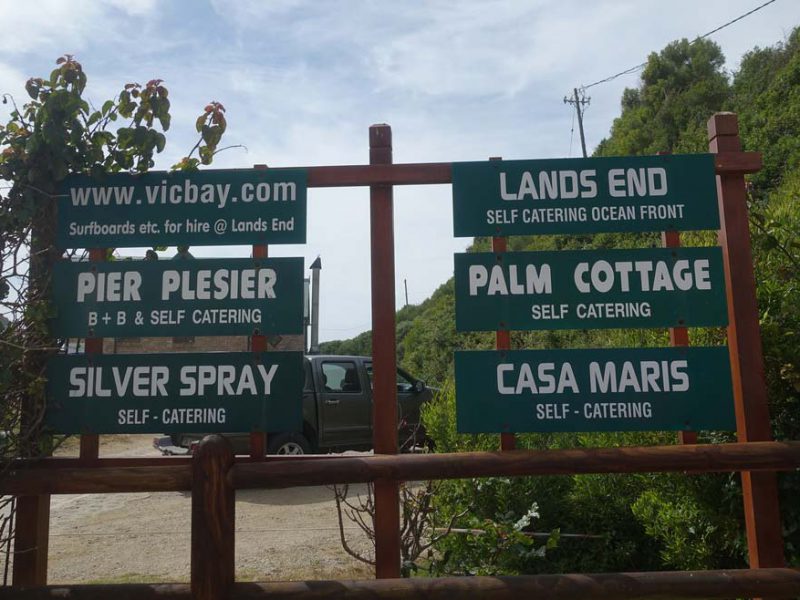 www.vicbay.com
Surfboards etc. for hire @ Lands End
PIER PLESIER
B + B & SELF CATERING
SILVER SPRAY
SELF - CATERING
LANDS END
SELF CATERING OCEAN FRONT
PALM COTTAGE
SELF CATERING
CASA MARIS
SELF - CATERING